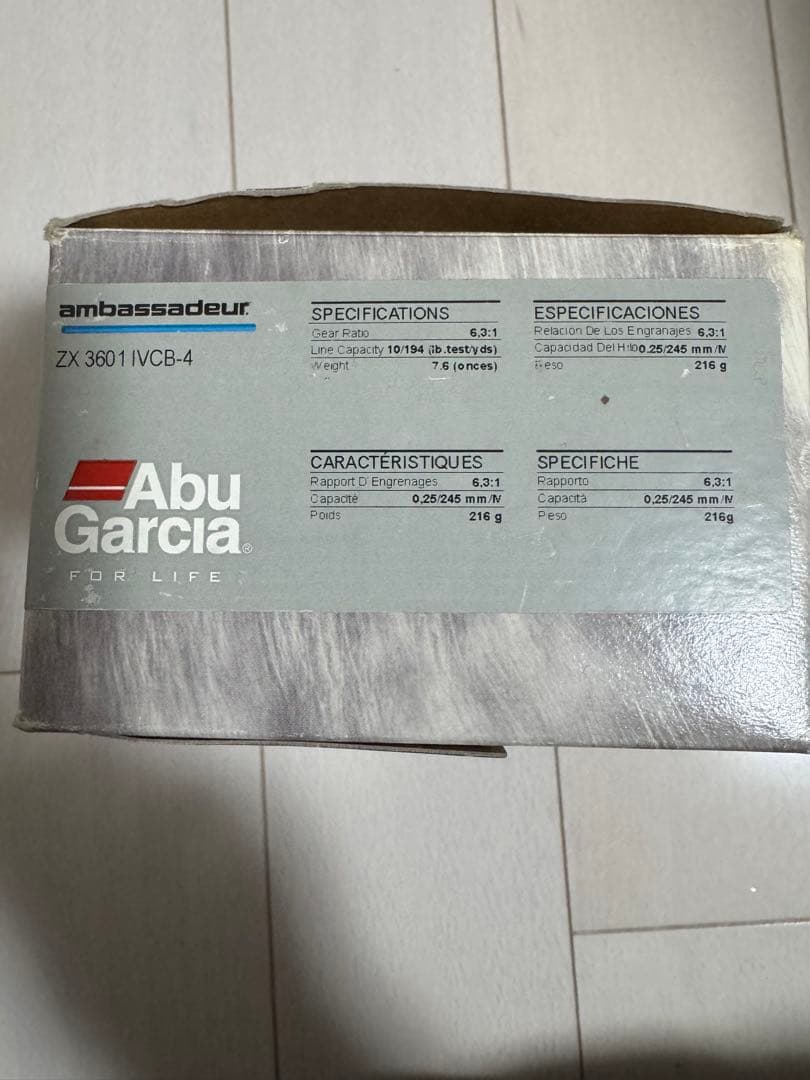 ambassadeur
ZX 3601 IVCB-4
Abu
Garcia®
FOR LIFE
SPECIFICATIONS
Gear Ratio 6,3:1
Line Capacity 10/194 (lb.test/yds)
Weight 7.6 (onces)
ESPECIFICACIONES
Relacion De Los Engranajes 6,3:1
Capacidad Del Hilo 0.25/245 mm/M
Peso 216 g
CARACTÉRISTIQUES
Rapport D'Engrenages 6,3:1
Capacité 0,25/245 mm/M
Poids 216 g
SPECIFICHE
Rapporto 6,3:1
Capacità 0,25/245 mm/M
Peso 216g